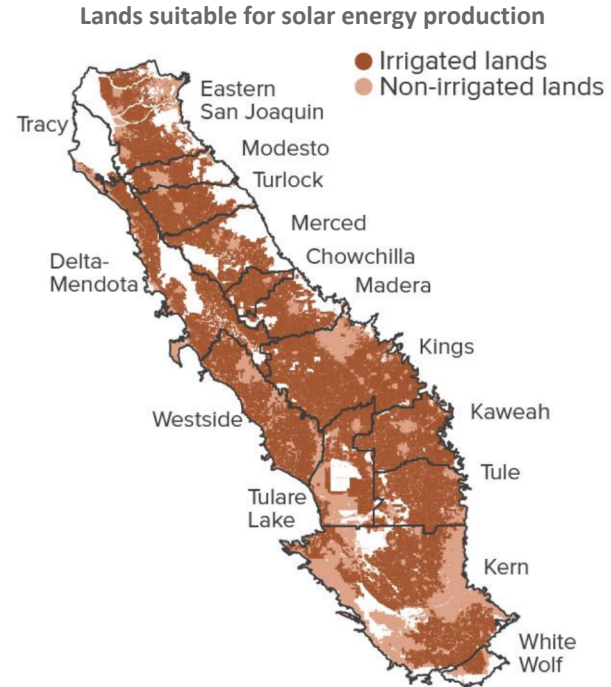 Lands suitable for solar energy production
Irrigated lands
Non-irrigated lands
Eastern
San Joaquin
Tracy
Modesto
Turlock
Merced
Delta-
Mendota
Chowchilla
Madera
Kings
Westside
Kaweah
Tule
Tulare
Lake
Kern
White
Wolf